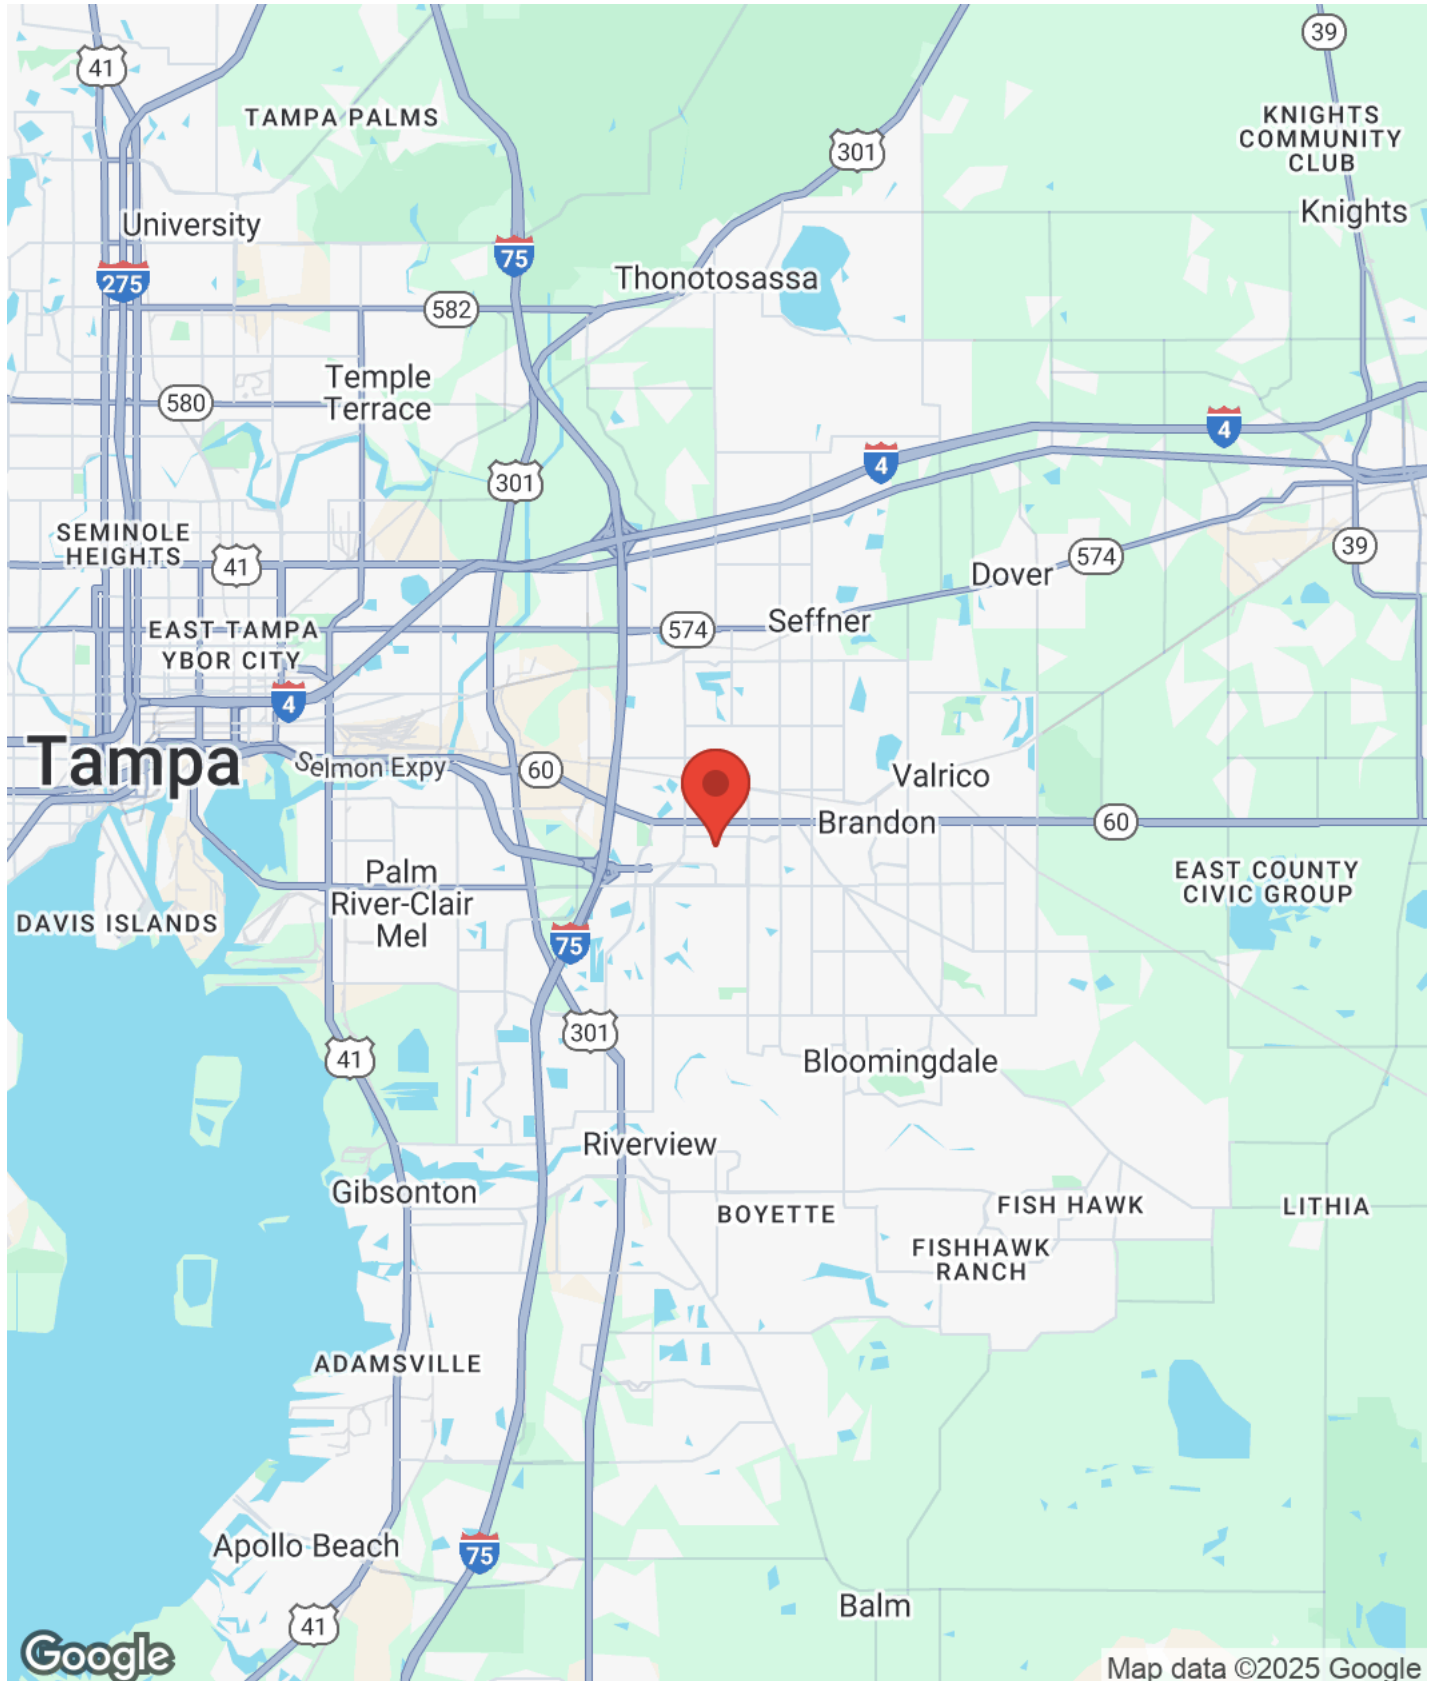 41
39
TAMPA PALMS
KNIGHTS
COMMUNITY
CLUB
301
University
Knights
75
275
Thonotosassa
582
Temple
Terrace
580
4
4
301
SEMINOLE
HEIGHTS
41
39
574
Dover
EAST TAMPA
574
Seffner
YBOR CITY
4
Tampa
Selmon Expy
60
Valrico
Brandon
60
Palm
River-Clair
Mel
EAST COUNTY
CIVIC GROUP
DAVIS ISLANDS
75
301
41
Bloomingdale
Riverview
Gibsonton
BOYETTE
FISH HAWK
LITHIA
FISHHAWK
RANCH
ADAMSVILLE
Apollo Beach
75
Balm
41
Google
Map data ©2025 Google